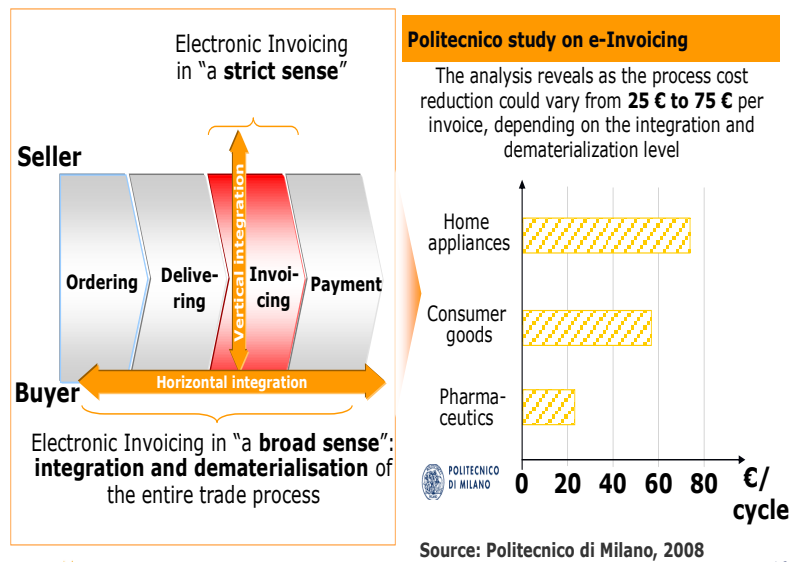 Electronic Invoicing
in “a strict sense”
Seller
Vertical integration
Ordering
Delive-
ring
Invoi-
cing
Payment
Horizontal integration
Buyer
Electronic Invoicing in “a broad sense”:
integration and dematerialisation of
the entire trade process
Politecnico study on e-Invoicing
The analysis reveals as the process cost
reduction could vary from 25 € to 75 € per
invoice, depending on the integration and
dematerialization level
Home
appliances
Consumer
goods
Pharma-
ceutics
POLITECNICO
DI MILANO
0 20 40 60 80 €/
cycle
Source: Politecnico di Milano, 2008